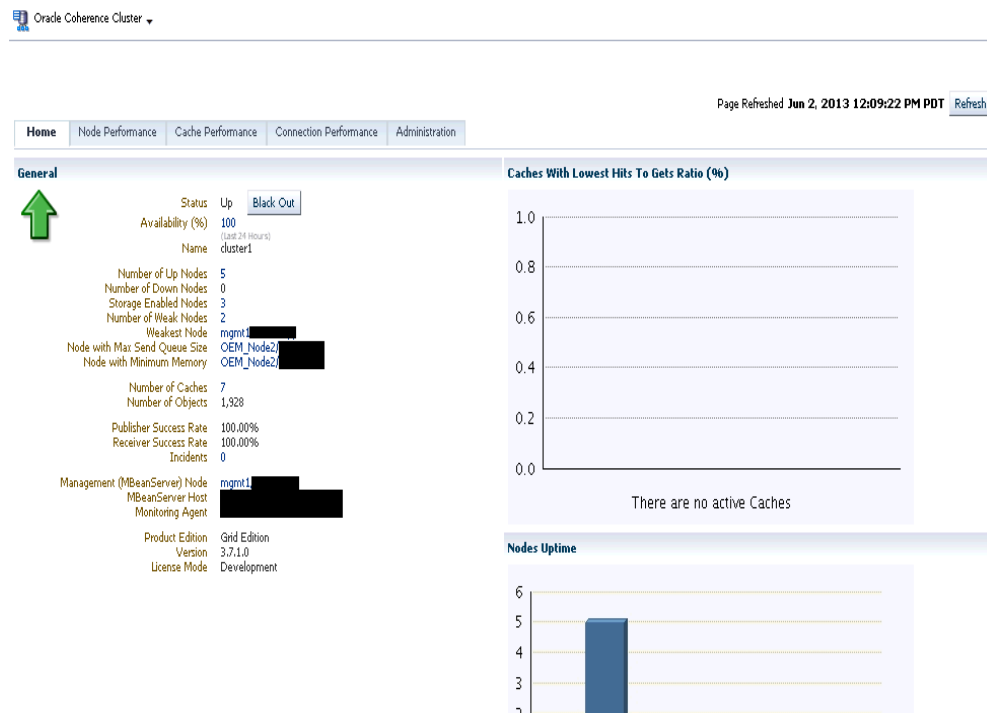 Oracle Coherence Cluster
Page Refreshed Jun 2, 2013 12:09:22 PM PDT Refresh
Home Node Performance Cache Performance Connection Performance Administration
General
Status Up Black Out
Availability (%) 100
(Last 24 Hours)
Name cluster1
Number of Up Nodes 5
Number of Down Nodes 0
Storage Enabled Nodes 3
Number of Weak Nodes 2
Weakest Node mgmt1
Node with Max Send Queue Size OEM_Node2/
Node with Minimum Memory OEM_Node2/
Number of Caches 7
Number of Objects 1,928
Publisher Success Rate 100.00%
Receiver Success Rate 100.00%
Incidents 0
Management (MBeanServer) Node mgmt1/
MBeanServer Host
Monitoring Agent
Product Edition Grid Edition
Version 3.7.1.0
License Mode Development
Caches With Lowest Hits To Gets Ratio (%)
1.0
0.8
0.6
0.4
0.2
0.0
There are no active Caches
Nodes Uptime
6
5
4
3